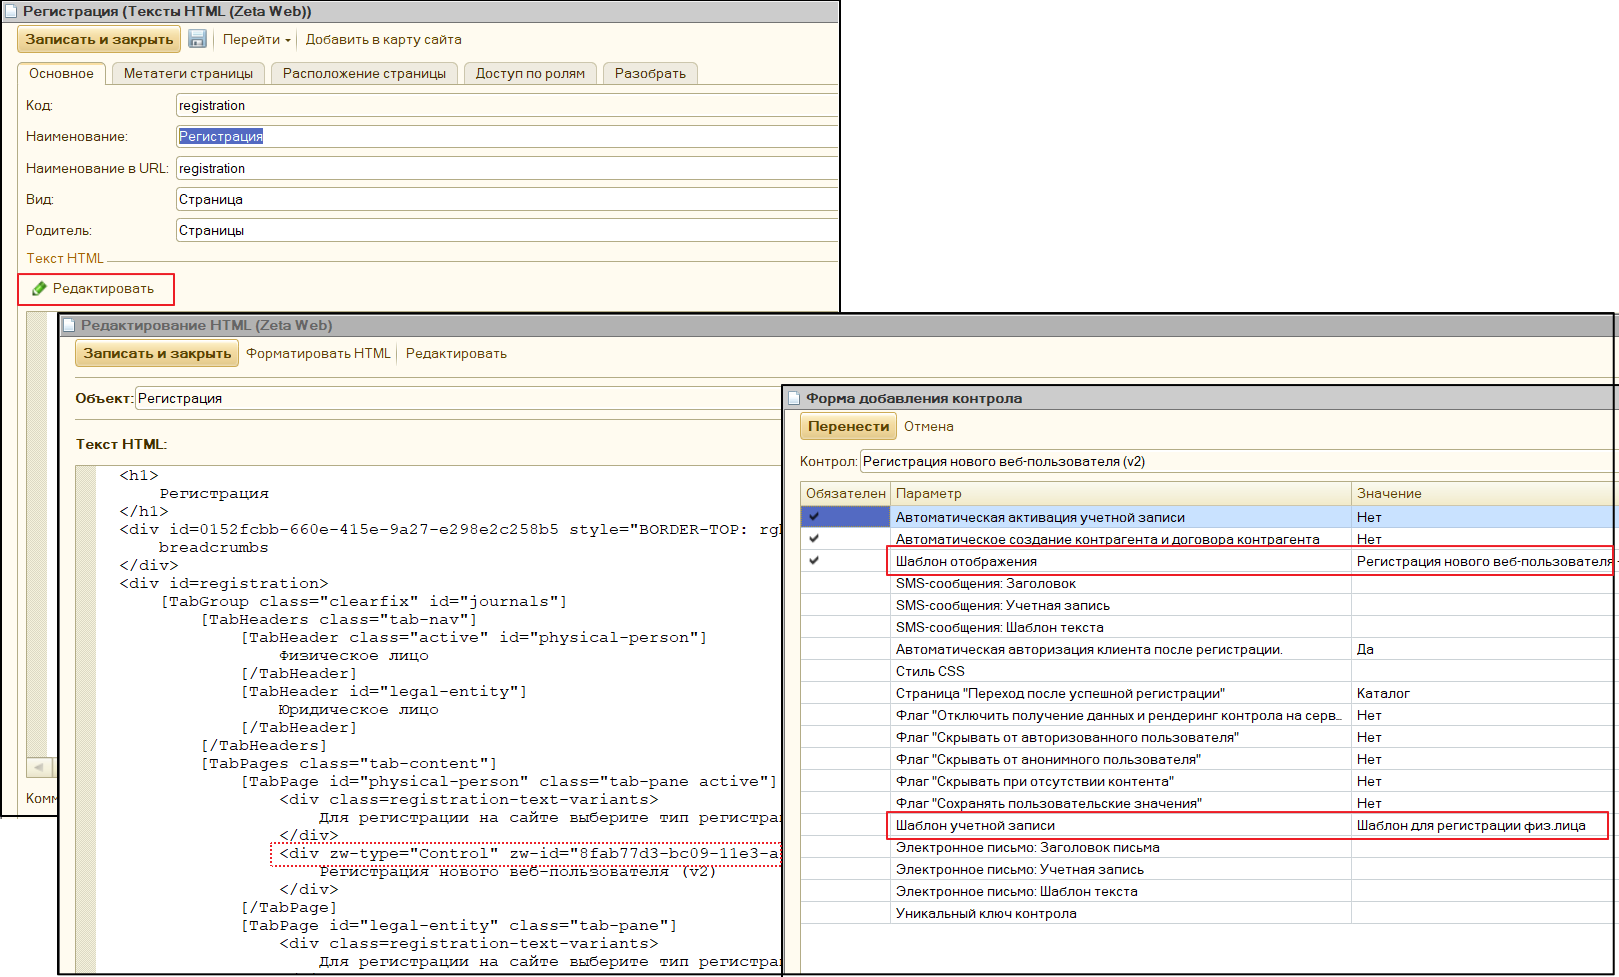 Регистрация (Тексты HTML (Zeta Web))
Записать и закрыть Перейти Добавить в карту сайта
Основное Метатеги страницы Расположение страницы Доступ по ролям Разобрать
Код: registration
Наименование: Регистрация
Наименование в URL: registration
Вид: Страница
Родитель: Страницы
Текст HTML
Редактировать
Комм
Редактирование HTML (Zeta Web)
Записать и закрыть Форматировать HTML Редактировать
Объект: Регистрация
Текст HTML:
<h1>
Регистрация
</h1>
<div id=0152fcbb-660e-415e-9a27-e298e2c258b5 style="BORDER-TOP: rgb
breadcrumbs
</div>
<div id=registration>
[TabGroup class="clearfix" id="journals"]
[TabHeaders class="tab-nav"]
[TabHeader class="active" id="physical-person"]
Физическое лицо
[/TabHeader]
[TabHeader id="legal-entity"]
Юридическое лицо
[/TabHeader]
[/TabHeaders]
[TabPages class="tab-content"]
[TabPage id="physical-person" class="tab-pane active"]
<div class=registration-text-variants>
Для регистрации на сайте выберите тип регистрац
</div>
<div zw-type="Control" zw-id="8fab77d3-bc09-11e3-a
Регистрация нового веб-пользователя (v2)
</div>
[/TabPage]
[TabPage id="legal-entity" class="tab-pane"]
<div class=registration-text-variants>
Для регистрации на сайте выберите тип регистрац
Форма добавления контрола
Перенести Отмена
Контрол: Регистрация нового веб-пользователя (v2)
Обязателен Параметр Значение
Автоматическая активация учетной записи Нет
Автоматическое создание контрагента и договора контрагента Нет
Шаблон отображения Регистрация нового веб-пользователя -
SMS-сообщения: Заголовок
SMS-сообщения: Учетная запись
SMS-сообщения: Шаблон текста
Автоматическая авторизация клиента после регистрации. Да
Стиль CSS
Страница "Переход после успешной регистрации" Каталог
Флаг "Отключить получение данных и рендеринг контрола на серв... Нет
Флаг "Скрывать от авторизованного пользователя" Нет
Флаг "Скрывать от анонимного пользователя" Нет
Флаг "Скрывать при отсутствии контента" Нет
Флаг "Сохранять пользовательские значения" Нет
Шаблон учетной записи Шаблон для регистрации физ.лица
Электронное письмо: Заголовок письма
Электронное письмо: Учетная запись
Электронное письмо: Шаблон текста
Уникальный ключ контрола